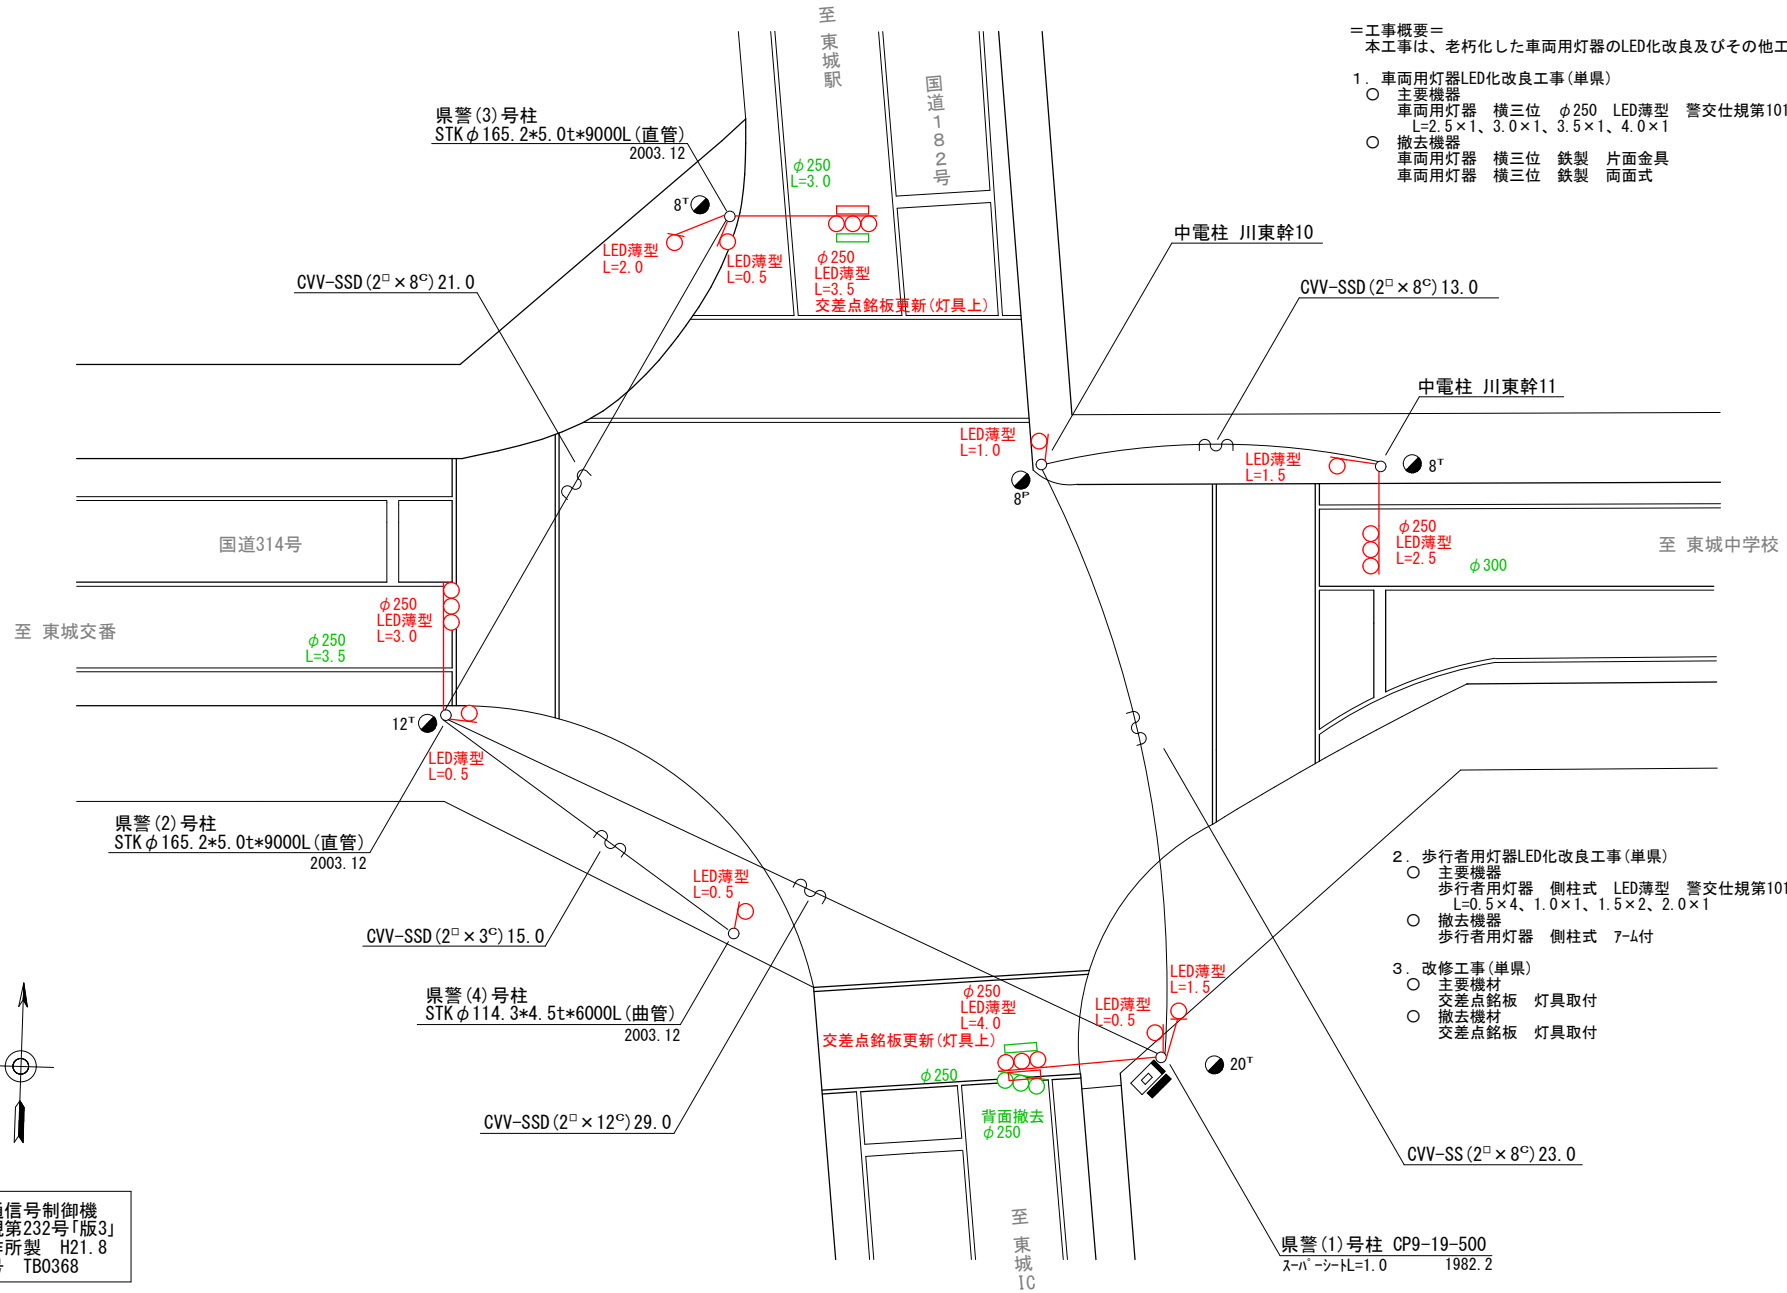 至 東城駅
国道182号
＝工事概要＝
本工事は、老朽化した車両用灯器のLED化改良及びその他工
1. 車両用灯器LED化改良工事(単県)
○ 主要機器
車両用灯器 横三位 φ250 LED薄型 警交仕規第101
L=2.5×1、3.0×1、3.5×1、4.0×1
○ 撤去機器
車両用灯器 横三位 鉄製 片面金具
車両用灯器 横三位 鉄製 両面式
県警(3)号柱
STKφ165.2*5.0t*9000L(直管)
2003.12
φ250
L=3.0
8T
LED薄型
L=2.0
LED薄型
L=0.5
φ250
LED薄型
L=3.5
交差点銘板更新(灯具上)
CVV-SSD(2□×8C)21.0
中電柱 川東幹10
CVV-SSD(2□×8C)13.0
中電柱 川東幹11
LED薄型
L=1.0
8P
LED薄型
L=1.5
8T
φ250
LED薄型
L=2.5
φ300
至 東城中学校
国道314号
至 東城交番
φ250
LED薄型
L=3.0
φ250
L=3.5
12T
LED薄型
L=0.5
県警(2)号柱
STKφ165.2*5.0t*9000L(直管)
2003.12
LED薄型
L=0.5
CVV-SSD(2□×3C)15.0
県警(4)号柱
STKφ114.3*4.5t*6000L(曲管)
2003.12
CVV-SSD(2□×12C)29.0
φ250
LED薄型
L=4.0
交差点銘板更新(灯具上)
φ250
背面撤去
φ250
LED薄型
L=0.5
LED薄型
L=1.5
20T
2. 歩行者用灯器LED化改良工事(単県)
○ 主要機器
歩行者用灯器 側柱式 LED薄型 警交仕規第101
L=0.5×4、1.0×1、1.5×2、2.0×1
○ 撤去機器
歩行者用灯器 側柱式 ｱｰﾑ付
3. 改修工事(単県)
○ 主要機材
交差点銘板 灯具取付
○ 撤去機材
交差点銘板 灯具取付
CVV-SS(2□×8C)23.0
県警(1)号柱 CP9-19-500
ｽｰﾊﾟｰｼｰﾄL=1.0 1982.2
至 東城IC
通信号制御機
規第232号「版3」
作所製 H21.8
号 TB0368